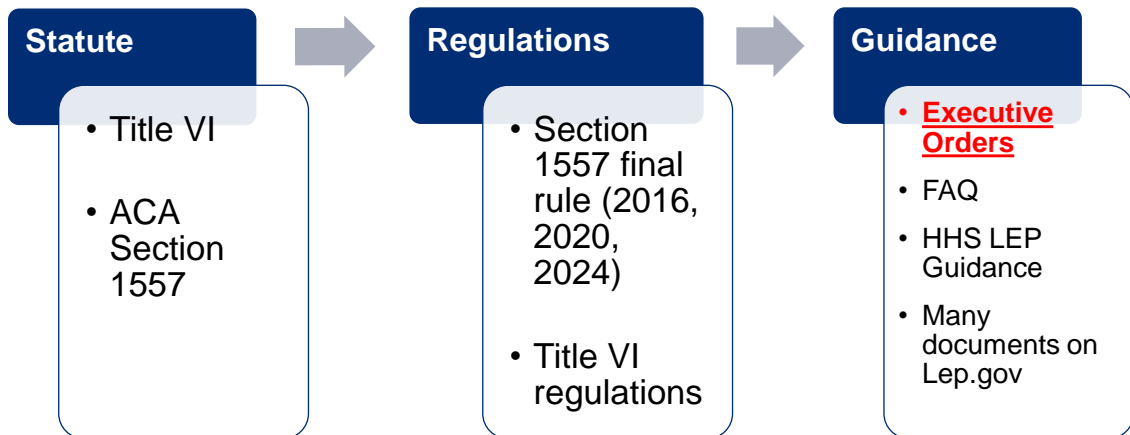 Statute
• Title VI
• ACA
Section
1557
Regulations
• Section
1557 final
rule (2016,
2020,
2024)
• Title VI
regulations
Guidance
• Executive
Orders
• FAQ
• HHS LEP
Guidance
• Many
documents on
Lep.gov